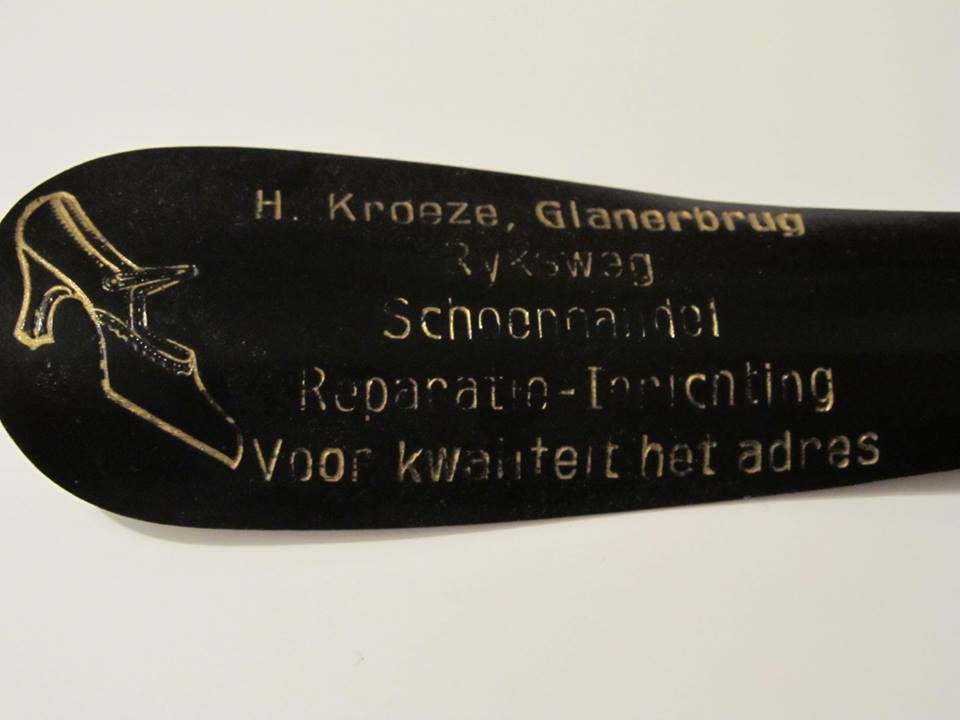 H. Kroeze, Glanerbrug
Ryksweg
Schoenhandel
Reparatie-Inrichting
Voor kwaliteit het adres